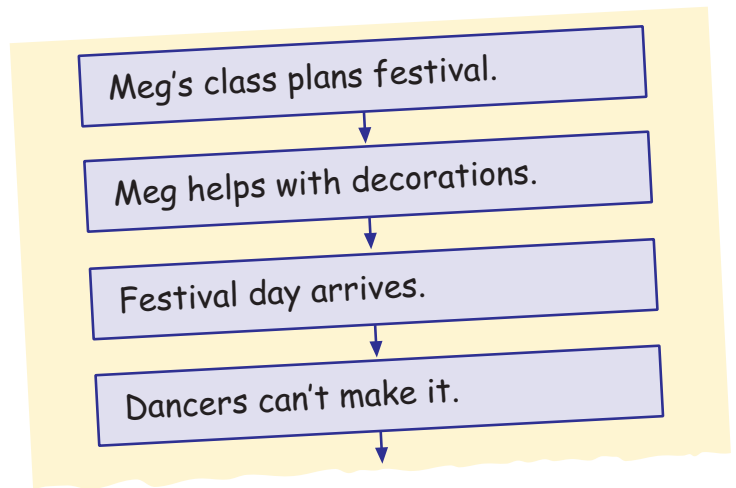 Meg's class plans festival.
Meg helps with decorations.
Festival day arrives.
Dancers can't make it.